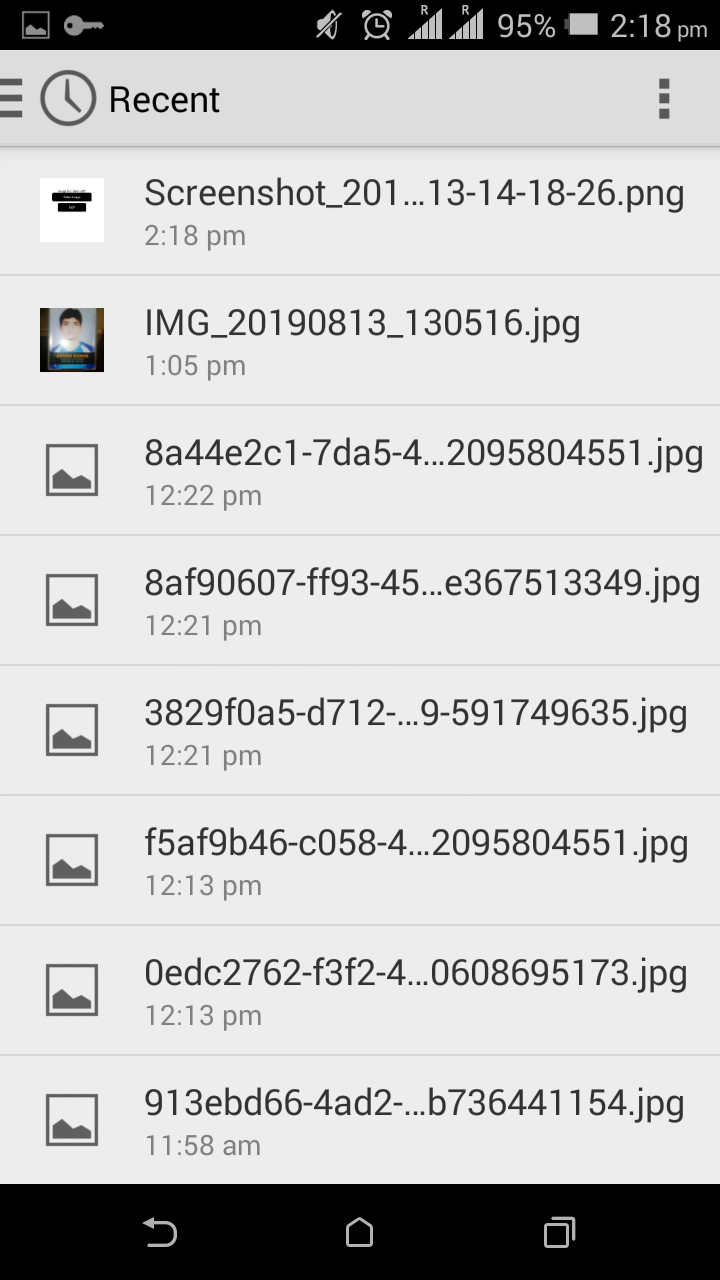 R R 95% 2:18 pm
Recent
Screenshot_201...13-14-18-26.png
2:18 pm
IMG_20190813_130516.jpg
1:05 pm
8a44e2c1-7da5-4...2095804551.jpg
12:22 pm
8af90607-ff93-45...e367513349.jpg
12:21 pm
3829f0a5-d712-...9-591749635.jpg
12:21 pm
f5af9b46-c058-4...2095804551.jpg
12:13 pm
0edc2762-f3f2-4...0608695173.jpg
12:13 pm
913ebd66-4ad2-...b736441154.jpg
11:58 am